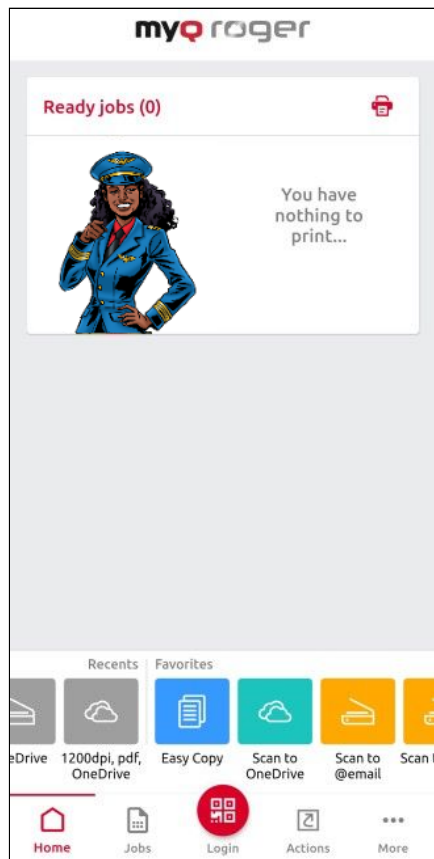 myQ roger
Ready jobs (0)
You have
nothing to
print...
Recents
Favorites
eDrive
1200dpi, pdf,
OneDrive
Easy Copy
Scan to
OneDrive
Scan to
@email
Scan
Home
Jobs
Login
Actions
More